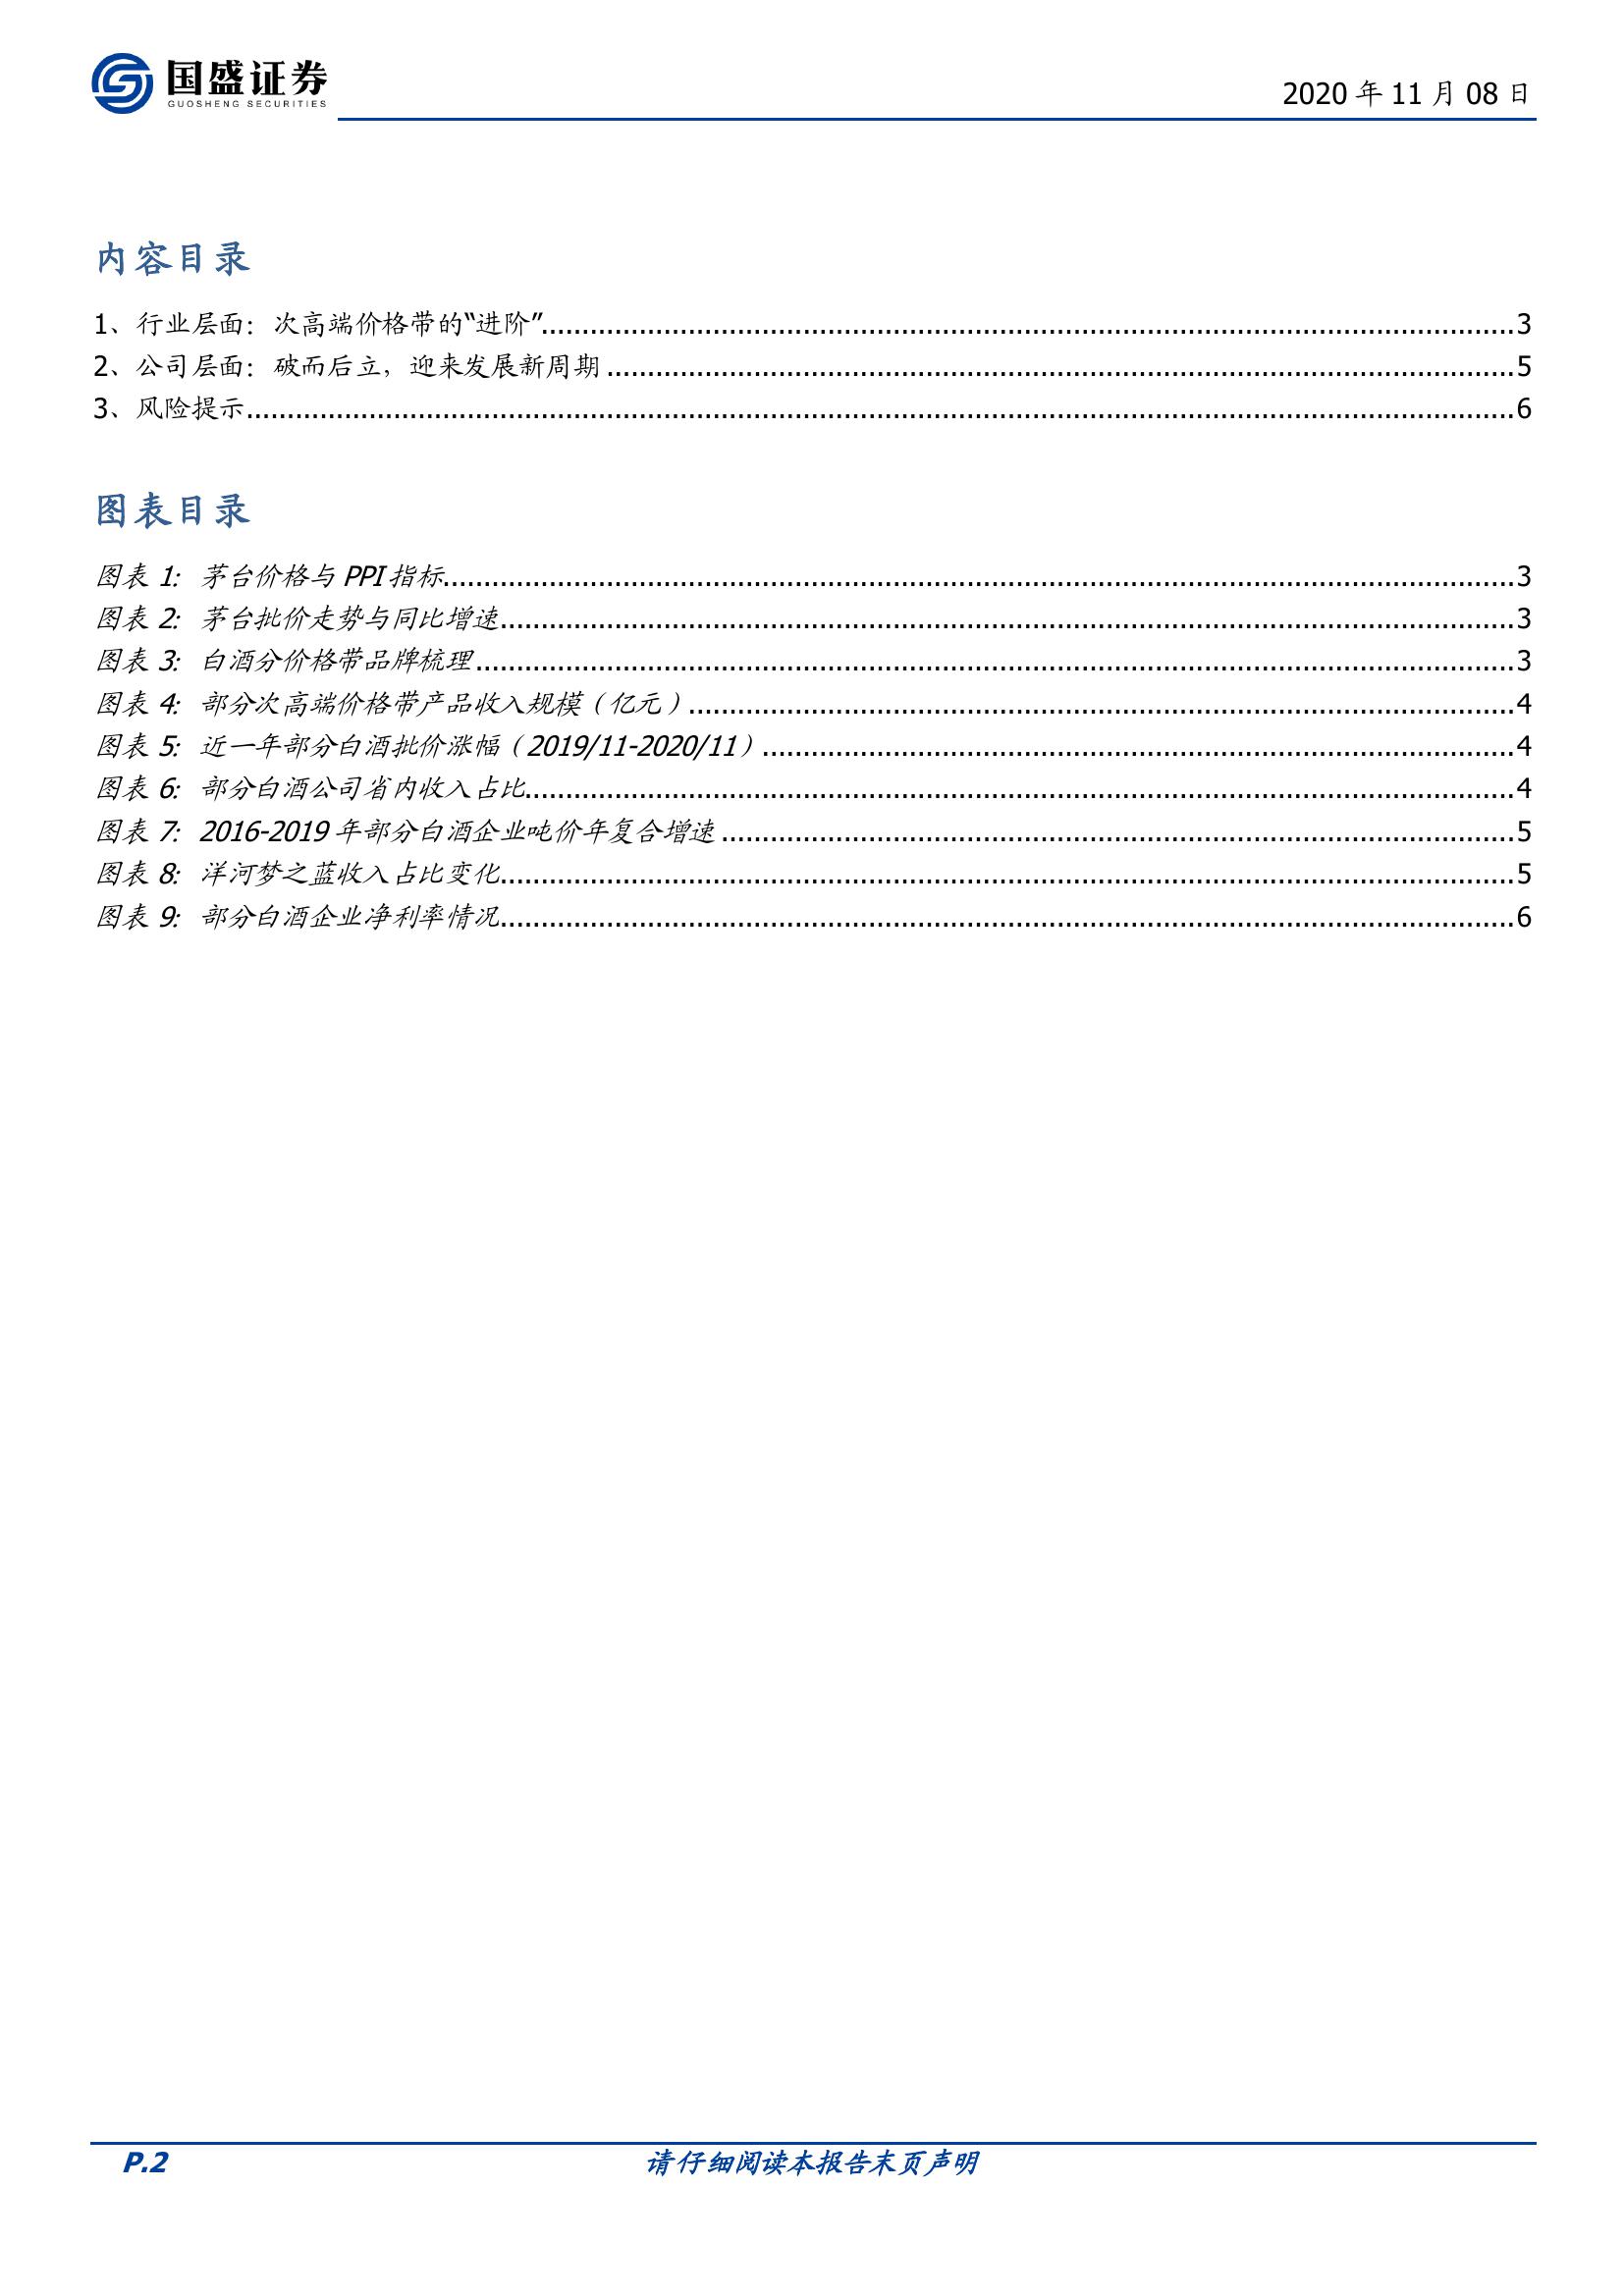 国盛证券
GUOSHENG SECURITIES
2020 年 11 月 08 日
内容目录
1、行业层面：次高端价格带的“进阶”........................................3
2、公司层面：破而后立，迎来发展新周期........................................5
3、风险提示........................................6
图表目录
图表 1： 茅台价格与 PPI 指标........................................3
图表 2： 茅台批价走势与同比增速........................................3
图表 3： 白酒分价格带品牌梳理........................................3
图表 4： 部分次高端价格带产品收入规模（亿元）........................................4
图表 5： 近一年部分白酒批价涨幅（2019/11-2020/11）........................................4
图表 6： 部分白酒公司省内收入占比........................................4
图表 7： 2016-2019 年部分白酒企业吨价年复合增速........................................5
图表 8： 洋河梦之蓝收入占比变化........................................5
图表 9： 部分白酒企业净利率情况........................................6
P.2
请仔细阅读本报告末页声明